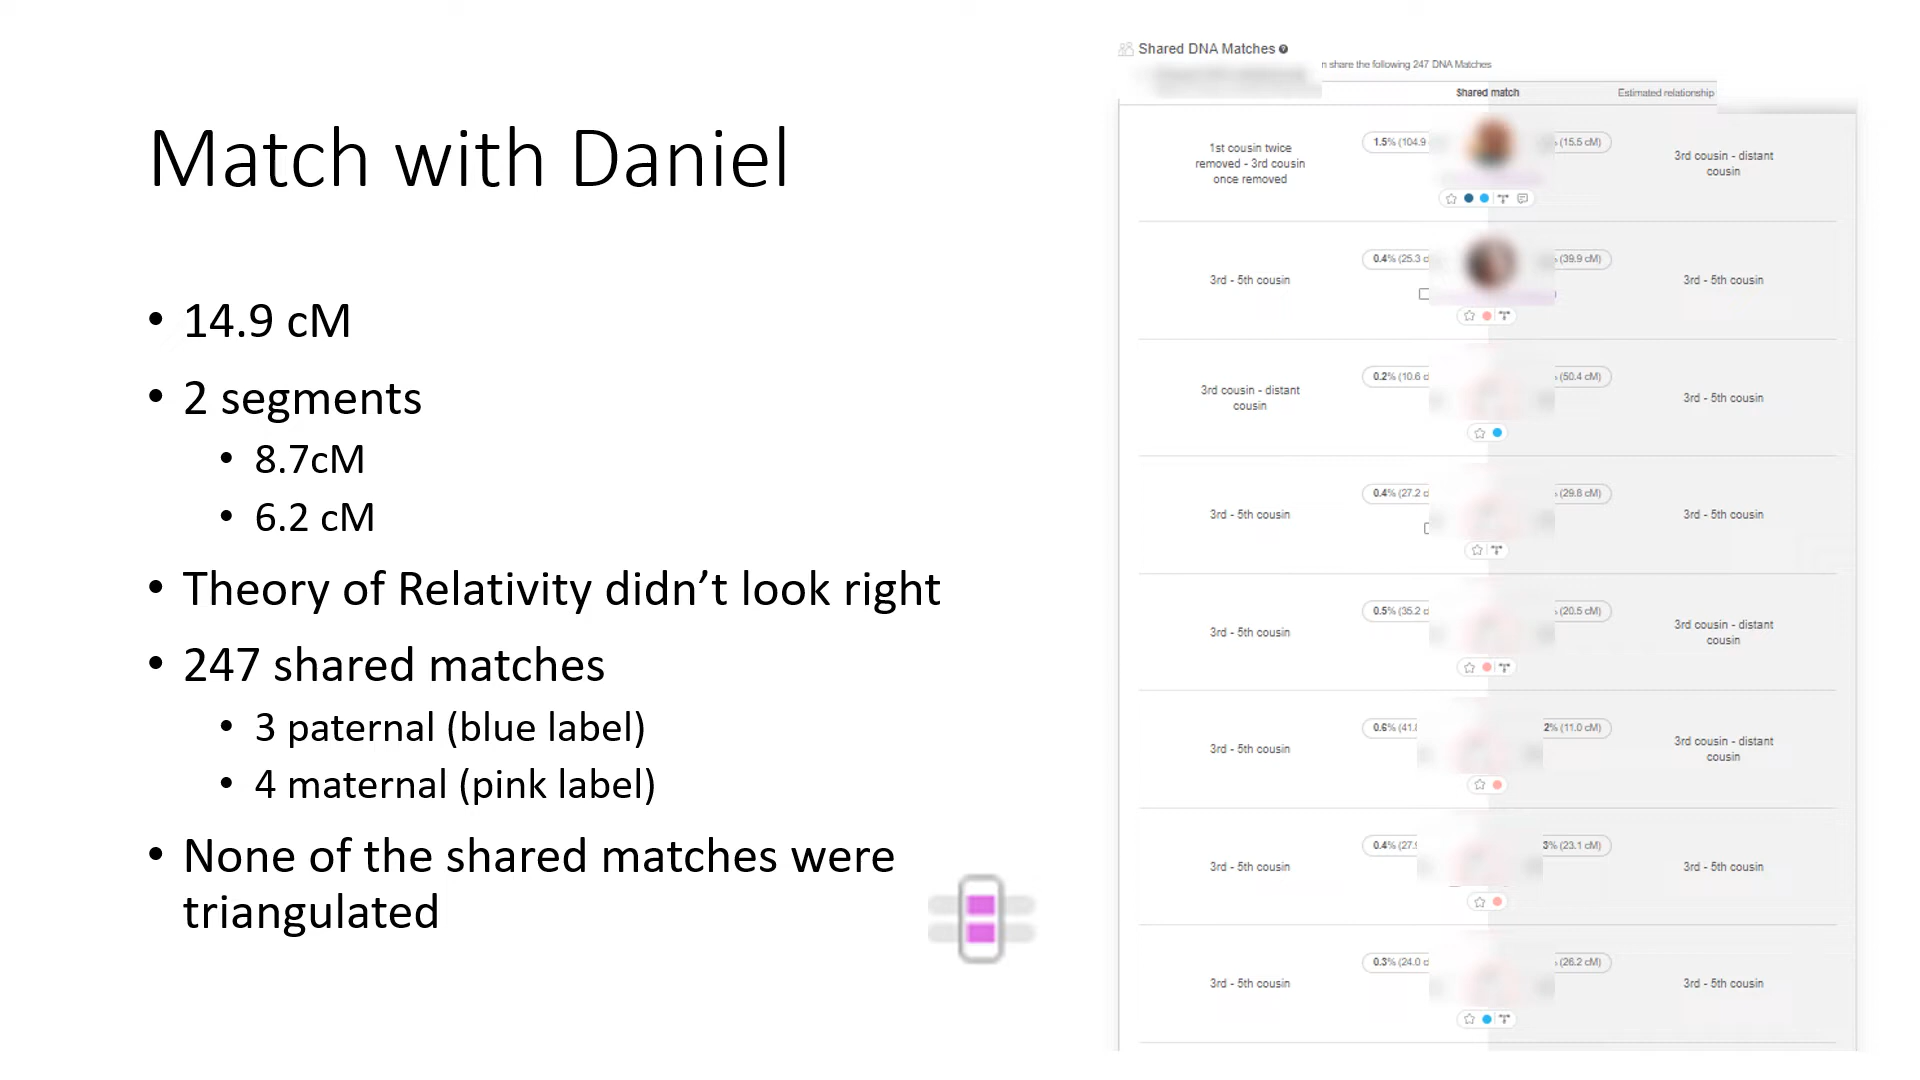 Match with Daniel
• 14.9 cM
• 2 segments
• 8.7cM
• 6.2 cM
• Theory of Relativity didn’t look right
• 247 shared matches
• 3 paternal (blue label)
• 4 maternal (pink label)
• None of the shared matches were
triangulated
Shared DNA Matches
share the following 247 DNA Matches
Shared match
Estimated relationship
1st cousin twice
removed - 3rd cousin
once removed
1.5% (104.9
(15.5 cM)
3rd cousin - distant
cousin
3rd - 5th cousin
0.4% (25.3
(39.9 cM)
3rd - 5th cousin
3rd cousin - distant
cousin
0.2% (10.6
(50.4 cM)
3rd - 5th cousin
3rd - 5th cousin
0.4% (27.2
(29.8 cM)
3rd - 5th cousin
3rd - 5th cousin
0.5% (35.2
(20.5 cM)
3rd cousin - distant
cousin
3rd - 5th cousin
0.6%
2% (11.0 cM)
3rd cousin - distant
cousin
3rd - 5th cousin
0.4%
3% (23.1 cM)
3rd - 5th cousin
3rd - 5th cousin
0.3% (24.0
(26.2 cM)
3rd - 5th cousin